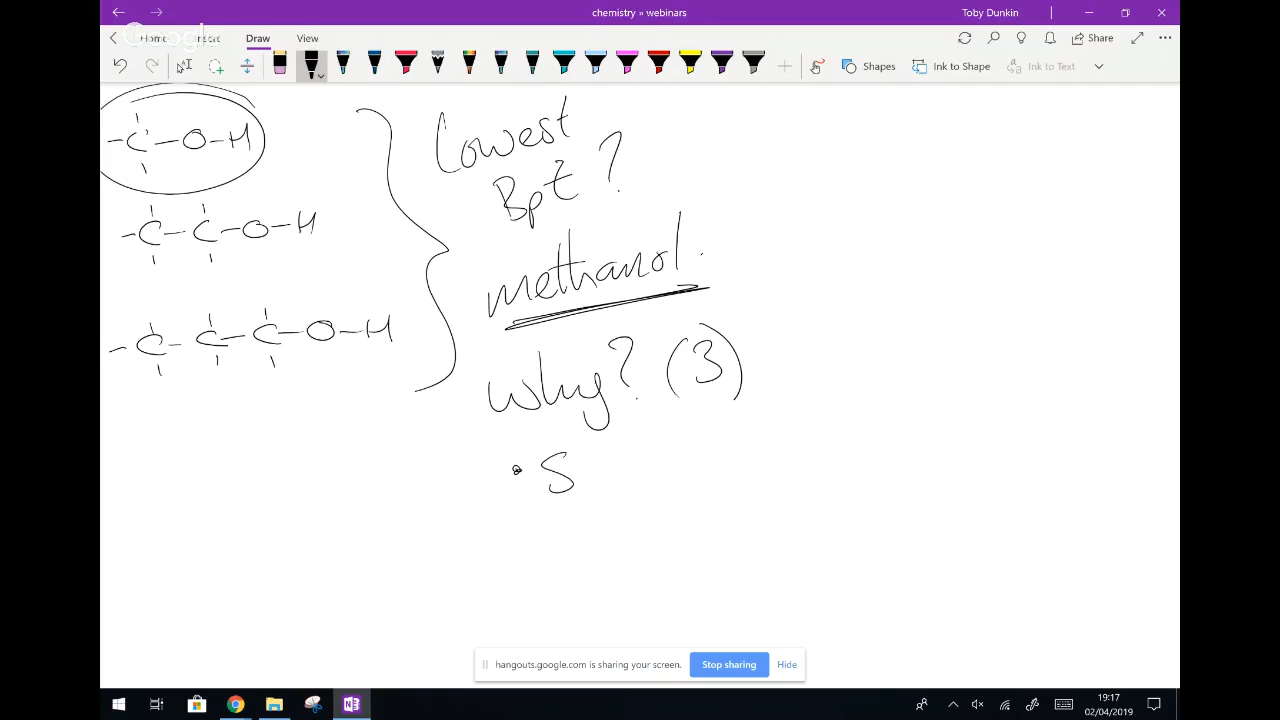 chemistry » webinars
Toby Dunkin
Google
Home
Insert
Draw
View
Share
Shapes
Ink to Shape
Ink to Text
-C-O-H
-C-C-O-H
-C-C-C-O-H
Lowest
Bpt?
methanol.
why? (3)
• S
hangouts.google.com is sharing your screen.
Stop sharing
Hide
19:17
02/04/2019